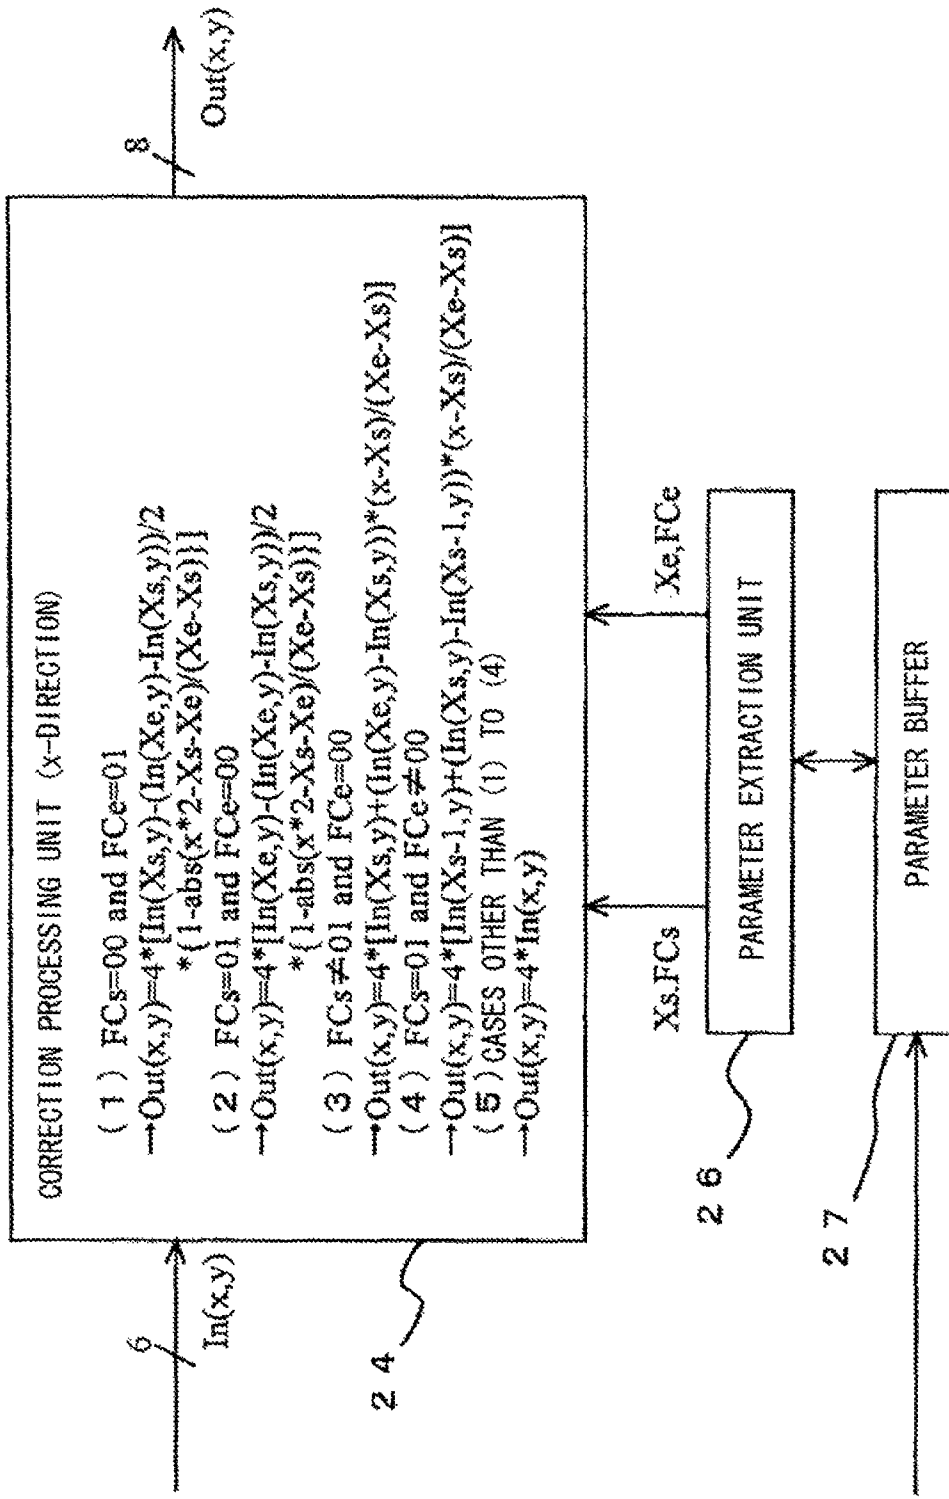 CORRECTION PROCESSING UNIT (x-DIRECTION)
(1) FCs=00 and FCe=01
→Out(x,y)=4*[In(Xs,y)-(In(Xe,y)-In(Xs,y))/2
*{1-abs(x*2-Xs-Xe)/(Xe-Xs)}]
(2) FCs=01 and FCe=00
→Out(x,y)=4*[In(Xe,y)-(In(Xe,y)-In(Xs,y))/2
*{1-abs(x*2-Xs-Xe)/(Xe-Xs)}]
(3) FCs≠01 and FCe=00
→Out(x,y)=4*[In(Xs,y)+(In(Xe,y)-In(Xs,y))*(x-Xs)/(Xe-Xs)]
(4) FCs=01 and FCe≠00
→Out(x,y)=4*[In(Xs-1,y)+(In(Xs,y)-In(Xs-1,y))*(x-Xs)/(Xe-Xs)]
(5) CASES OTHER THAN (1) TO (4)
→Out(x,y)=4*In(x,y)
6
In(x,y)
8
Out(x,y)
24
Xs.FCs
Xe,FCe
PARAMETER EXTRACTION UNIT
26
PARAMETER BUFFER
27